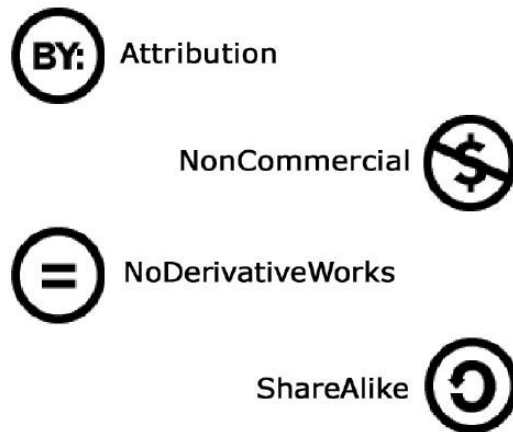 BY: Attribution
NonCommercial $
= NoDerivativeWorks
ShareAlike